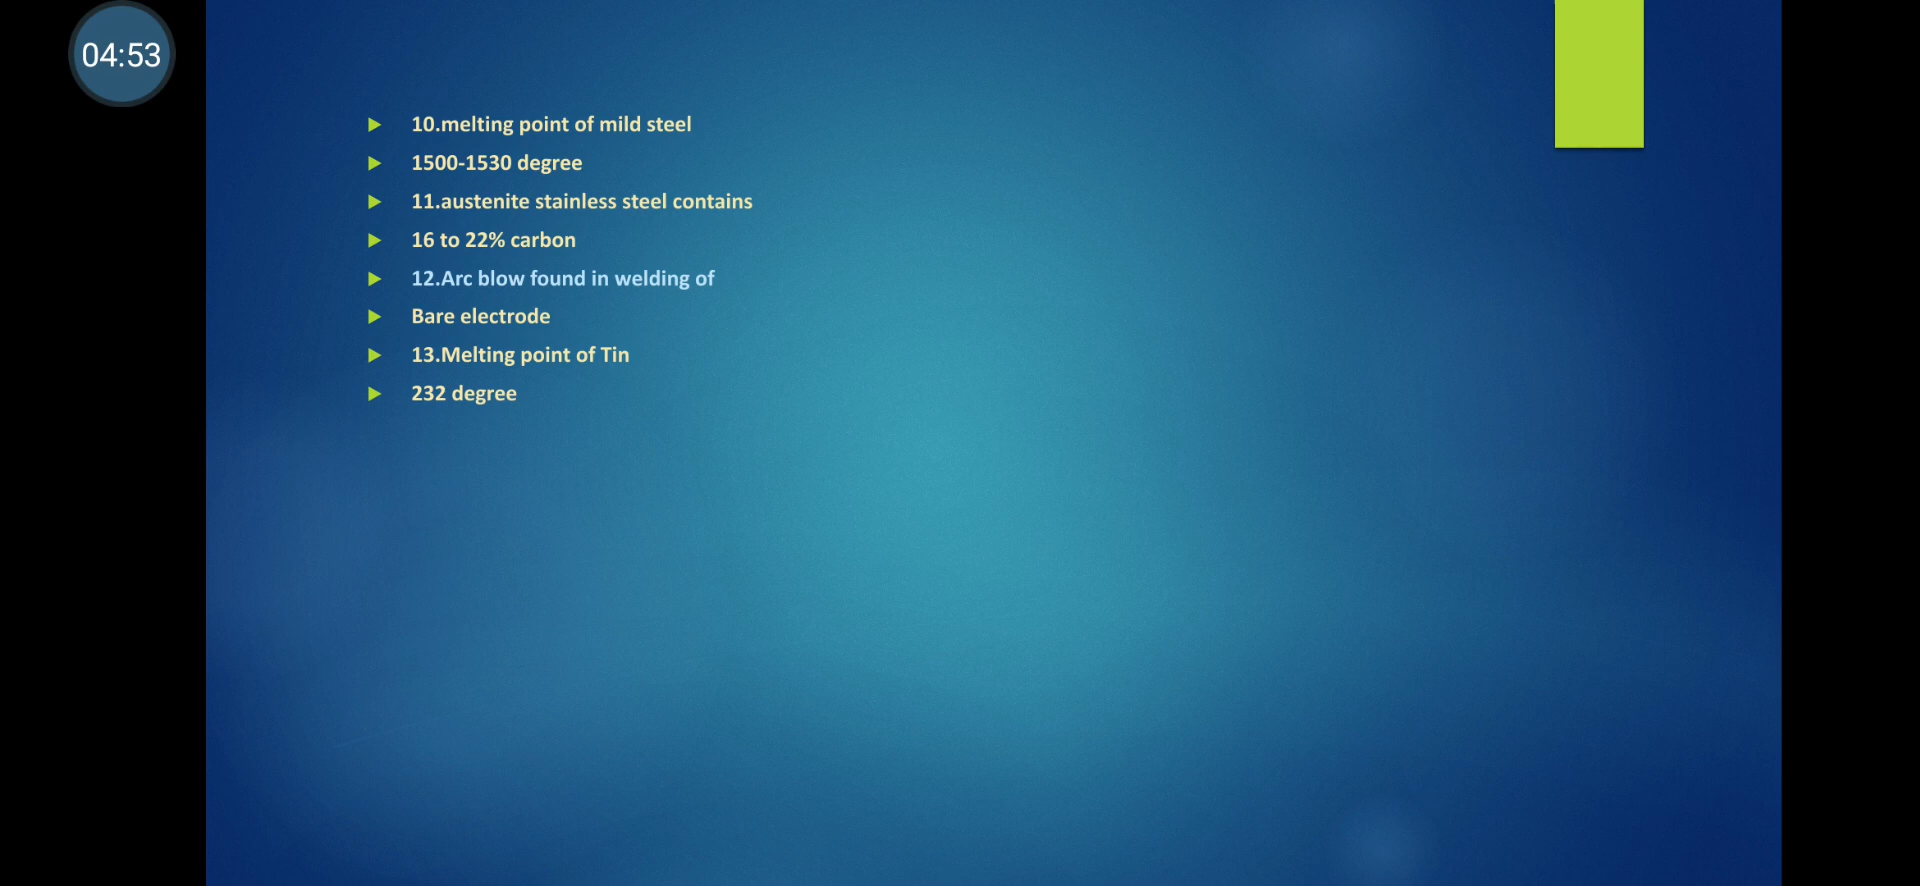 04:53
10.melting point of mild steel
1500-1530 degree
11.austenite stainless steel contains
16 to 22% carbon
12.Arc blow found in welding of
Bare electrode
13.Melting point of Tin
232 degree